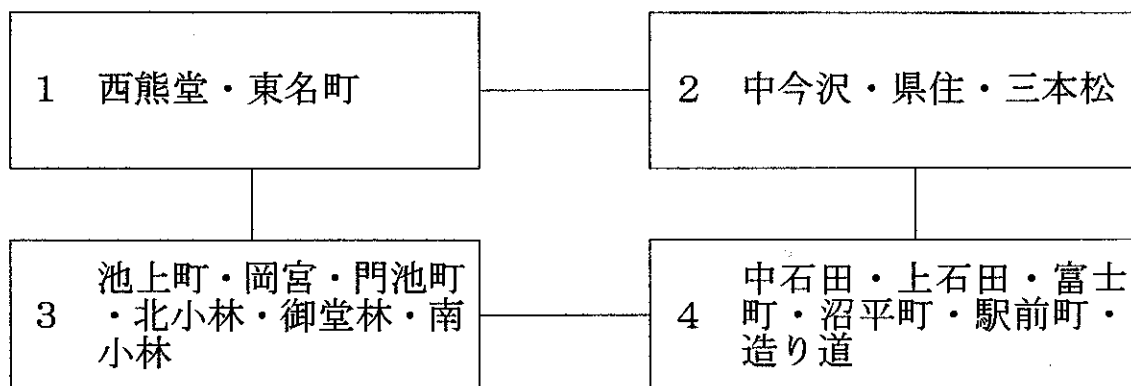 1 西熊堂・東名町
2 中今沢・県住・三本松
3 池上町・岡宮・門池町
・北小林・御堂林・南
小林
4 中石田・上石田・富士
町・沼平町・駅前町・
造り道